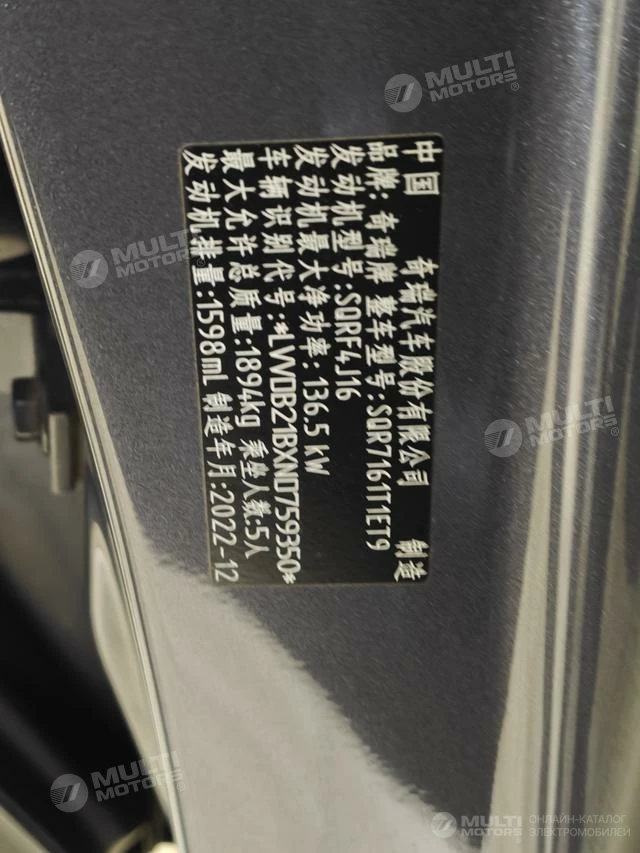 中国 奇瑞汽车股份有限公司 制造
品牌: 奇瑞牌 整车型号:SQR7161T1ET9
发动机型号:SQRF4J16
发动机最大净功率: 136.5 kW
车辆识别代号:*LVVDB21BXND759350*
最大允许总质量:1894kg 乘坐人数:5人
发动机排量:1598mL 制造年月:2022-12
MULTI
MOTORS®
MULTI
MOTORS
MULTI
MOTORS
MULTI
MOTORS
MULTI
MOTORS
ОНЛАЙН-КАТАЛОГ
ЭЛЕКТРОМОБИЛЕЙ